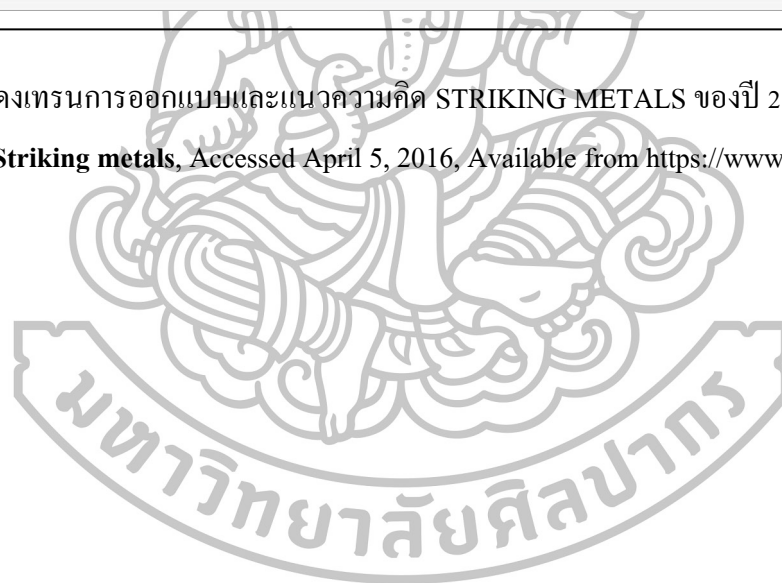 ดงเทรนการออกแบบและแนวความคิด STRIKING METALS ของปี 2
Striking metals, Accessed April 5, 2016, Available from https://www
มหาวิทยาลัยศิลปากร